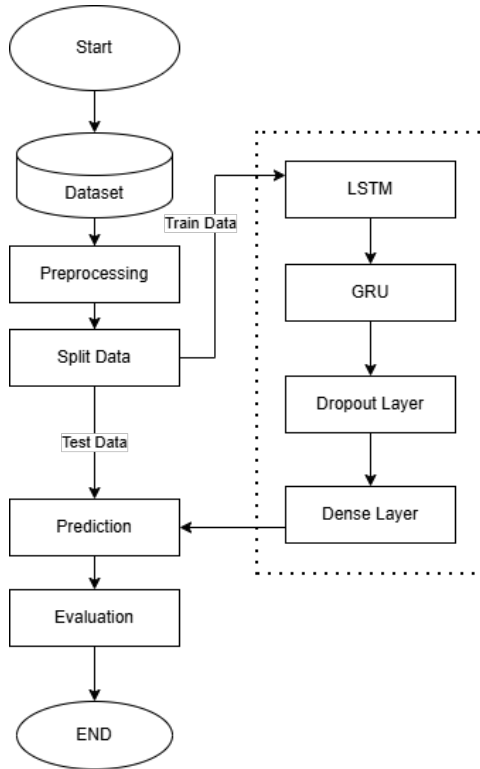 Start
Dataset
Preprocessing
Split Data
Train Data
Test Data
LSTM
GRU
Dropout Layer
Dense Layer
Prediction
Evaluation
END